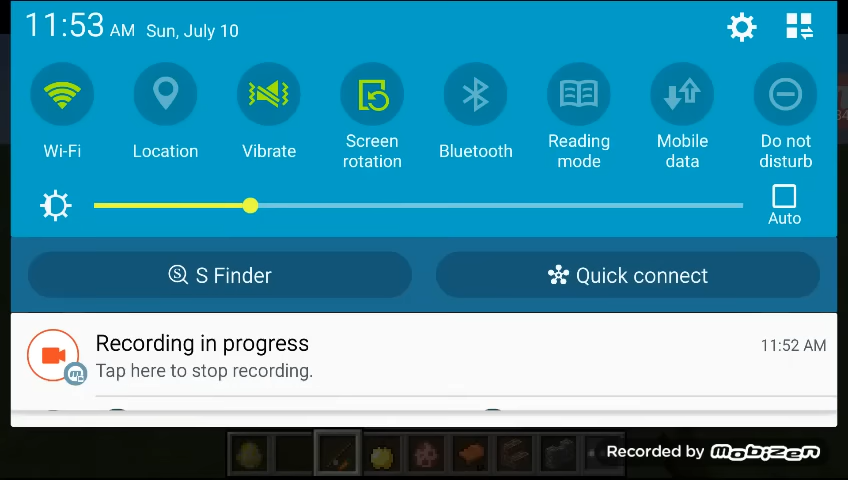 11:53 AM Sun, July 10
Wi-Fi
Location
Vibrate
Screen
rotation
Bluetooth
Reading
mode
Mobile
data
Do not
disturb
Auto
S Finder
Quick connect
Recording in progress
11:52 AM
Tap here to stop recording.
Recorded by mobizen